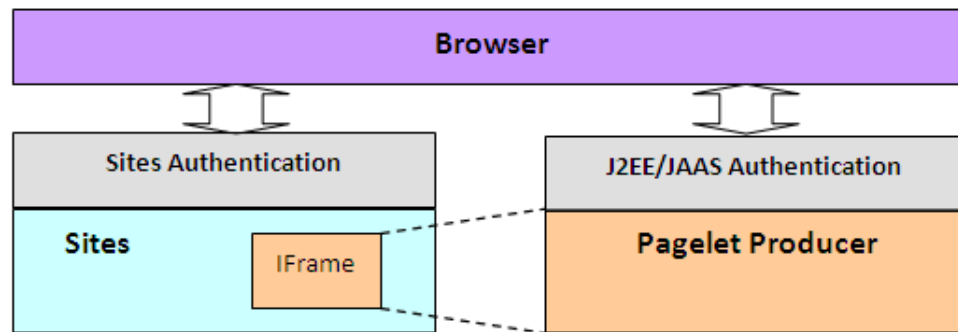 Browser
Sites Authentication
J2EE/JAAS Authentication
Sites
IFrame
Pagelet Producer